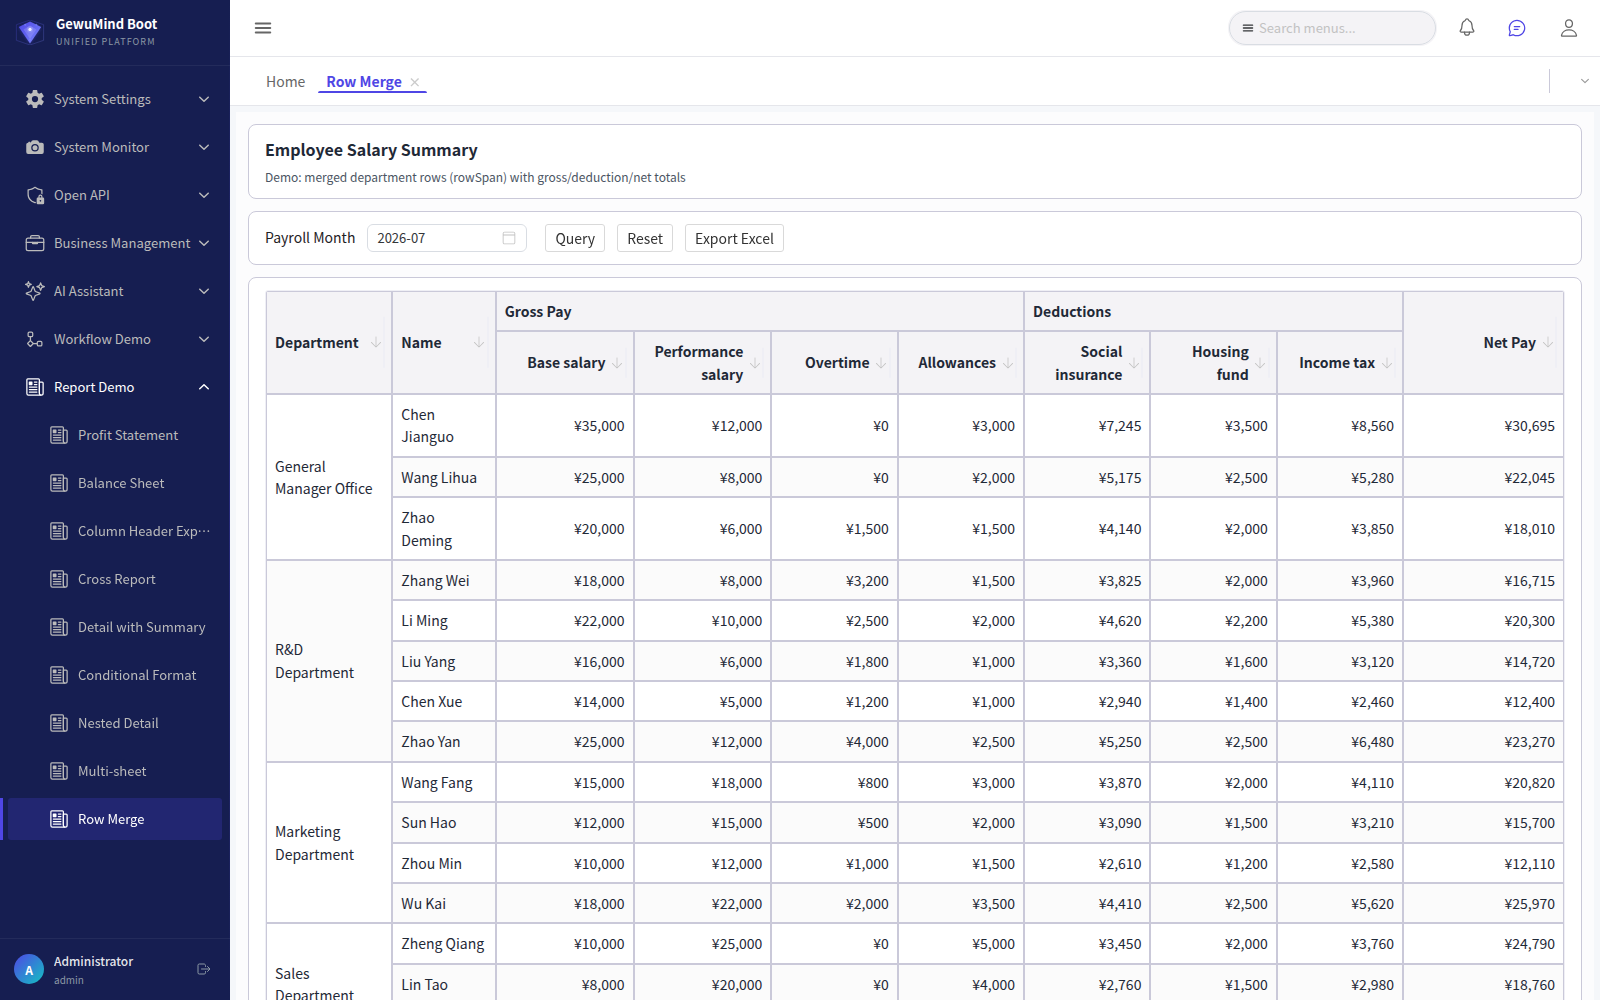 GewuMind Boot
UNIFIED PLATFORM
System Settings
System Monitor
Open API
Business Management
AI Assistant
Workflow Demo
Report Demo
Profit Statement
Balance Sheet
Column Header Exp···
Cross Report
Detail with Summary
Conditional Format
Nested Detail
Multi-sheet
Row Merge
A
Administrator
admin
Search menus...
Home
Row Merge
Employee Salary Summary
Demo: merged department rows (rowSpan) with gross/deduction/net totals
Payroll Month 2026-07 Query Reset Export Excel
Department Name Gross Pay Deductions Net Pay
Base salary Performance salary Overtime Allowances Social insurance Housing fund Income tax
General Manager Office
Chen Jianguo ¥35,000 ¥12,000 ¥0 ¥3,000 ¥7,245 ¥3,500 ¥8,560 ¥30,695
Wang Lihua ¥25,000 ¥8,000 ¥0 ¥2,000 ¥5,175 ¥2,500 ¥5,280 ¥22,045
Zhao Deming ¥20,000 ¥6,000 ¥1,500 ¥1,500 ¥4,140 ¥2,000 ¥3,850 ¥18,010
R&D Department
Zhang Wei ¥18,000 ¥8,000 ¥3,200 ¥1,500 ¥3,825 ¥2,000 ¥3,960 ¥16,715
Li Ming ¥22,000 ¥10,000 ¥2,500 ¥2,000 ¥4,620 ¥2,200 ¥5,380 ¥20,300
Liu Yang ¥16,000 ¥6,000 ¥1,800 ¥1,000 ¥3,360 ¥1,600 ¥3,120 ¥14,720
Chen Xue ¥14,000 ¥5,000 ¥1,200 ¥1,000 ¥2,940 ¥1,400 ¥2,460 ¥12,400
Zhao Yan ¥25,000 ¥12,000 ¥4,000 ¥2,500 ¥5,250 ¥2,500 ¥6,480 ¥23,270
Marketing Department
Wang Fang ¥15,000 ¥18,000 ¥800 ¥3,000 ¥3,870 ¥2,000 ¥4,110 ¥20,820
Sun Hao ¥12,000 ¥15,000 ¥500 ¥2,000 ¥3,090 ¥1,500 ¥3,210 ¥15,700
Zhou Min ¥10,000 ¥12,000 ¥1,000 ¥1,500 ¥2,610 ¥1,200 ¥2,580 ¥12,110
Wu Kai ¥18,000 ¥22,000 ¥2,000 ¥3,500 ¥4,410 ¥2,500 ¥5,620 ¥25,970
Sales Department
Zheng Qiang ¥10,000 ¥25,000 ¥0 ¥5,000 ¥3,450 ¥2,000 ¥3,760 ¥24,790
Lin Tao ¥8,000 ¥20,000 ¥0 ¥4,000 ¥2,760 ¥1,500 ¥2,980 ¥18,760